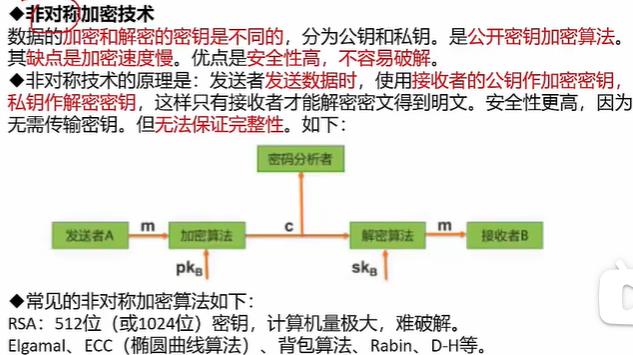 ◆非对称加密技术
数据的加密和解密的密钥是不同的，分为公钥和私钥。是公开密钥加密算法。
其缺点是加密速度慢。优点是安全性高，不容易破解。
◆非对称技术的原理是：发送者发送数据时，使用接收者的公钥作加密密钥，
私钥作解密密钥，这样只有接收者才能解密密文得到明文。安全性更高，因为
无需传输密钥。但无法保证完整性。如下：
密码分析者
发送者A m 加密算法 c 解密算法 m 接收者B
pkB skB
◆常见的非对称加密算法如下：
RSA：512位（或1024位）密钥，计算机量极大，难破解。
Elgamal、ECC（椭圆曲线算法）、背包算法、Rabin、D-H等。